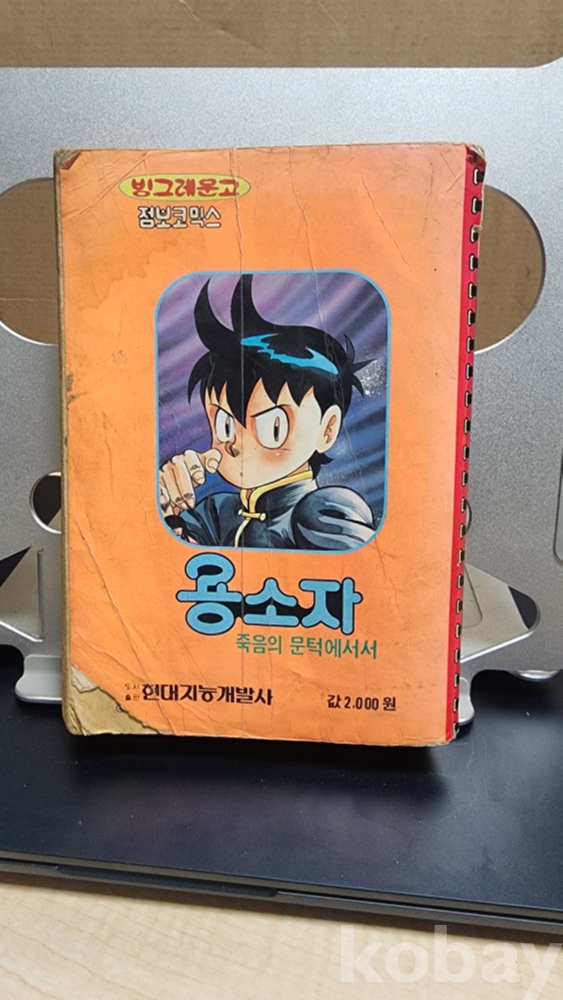 빙그레문고
점보코믹스
용소자
죽음의 문턱에서서
도서
출판 현대지능개발사
값 2,000 원
kobay